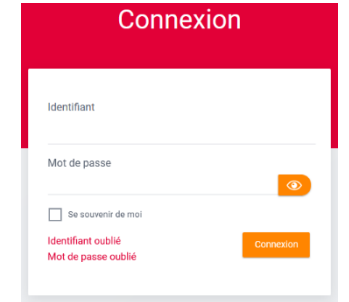 Connexion
Identifiant
Mot de passe
Se souvenir de moi
Identifiant oublié
Mot de passe oublié
Connexion